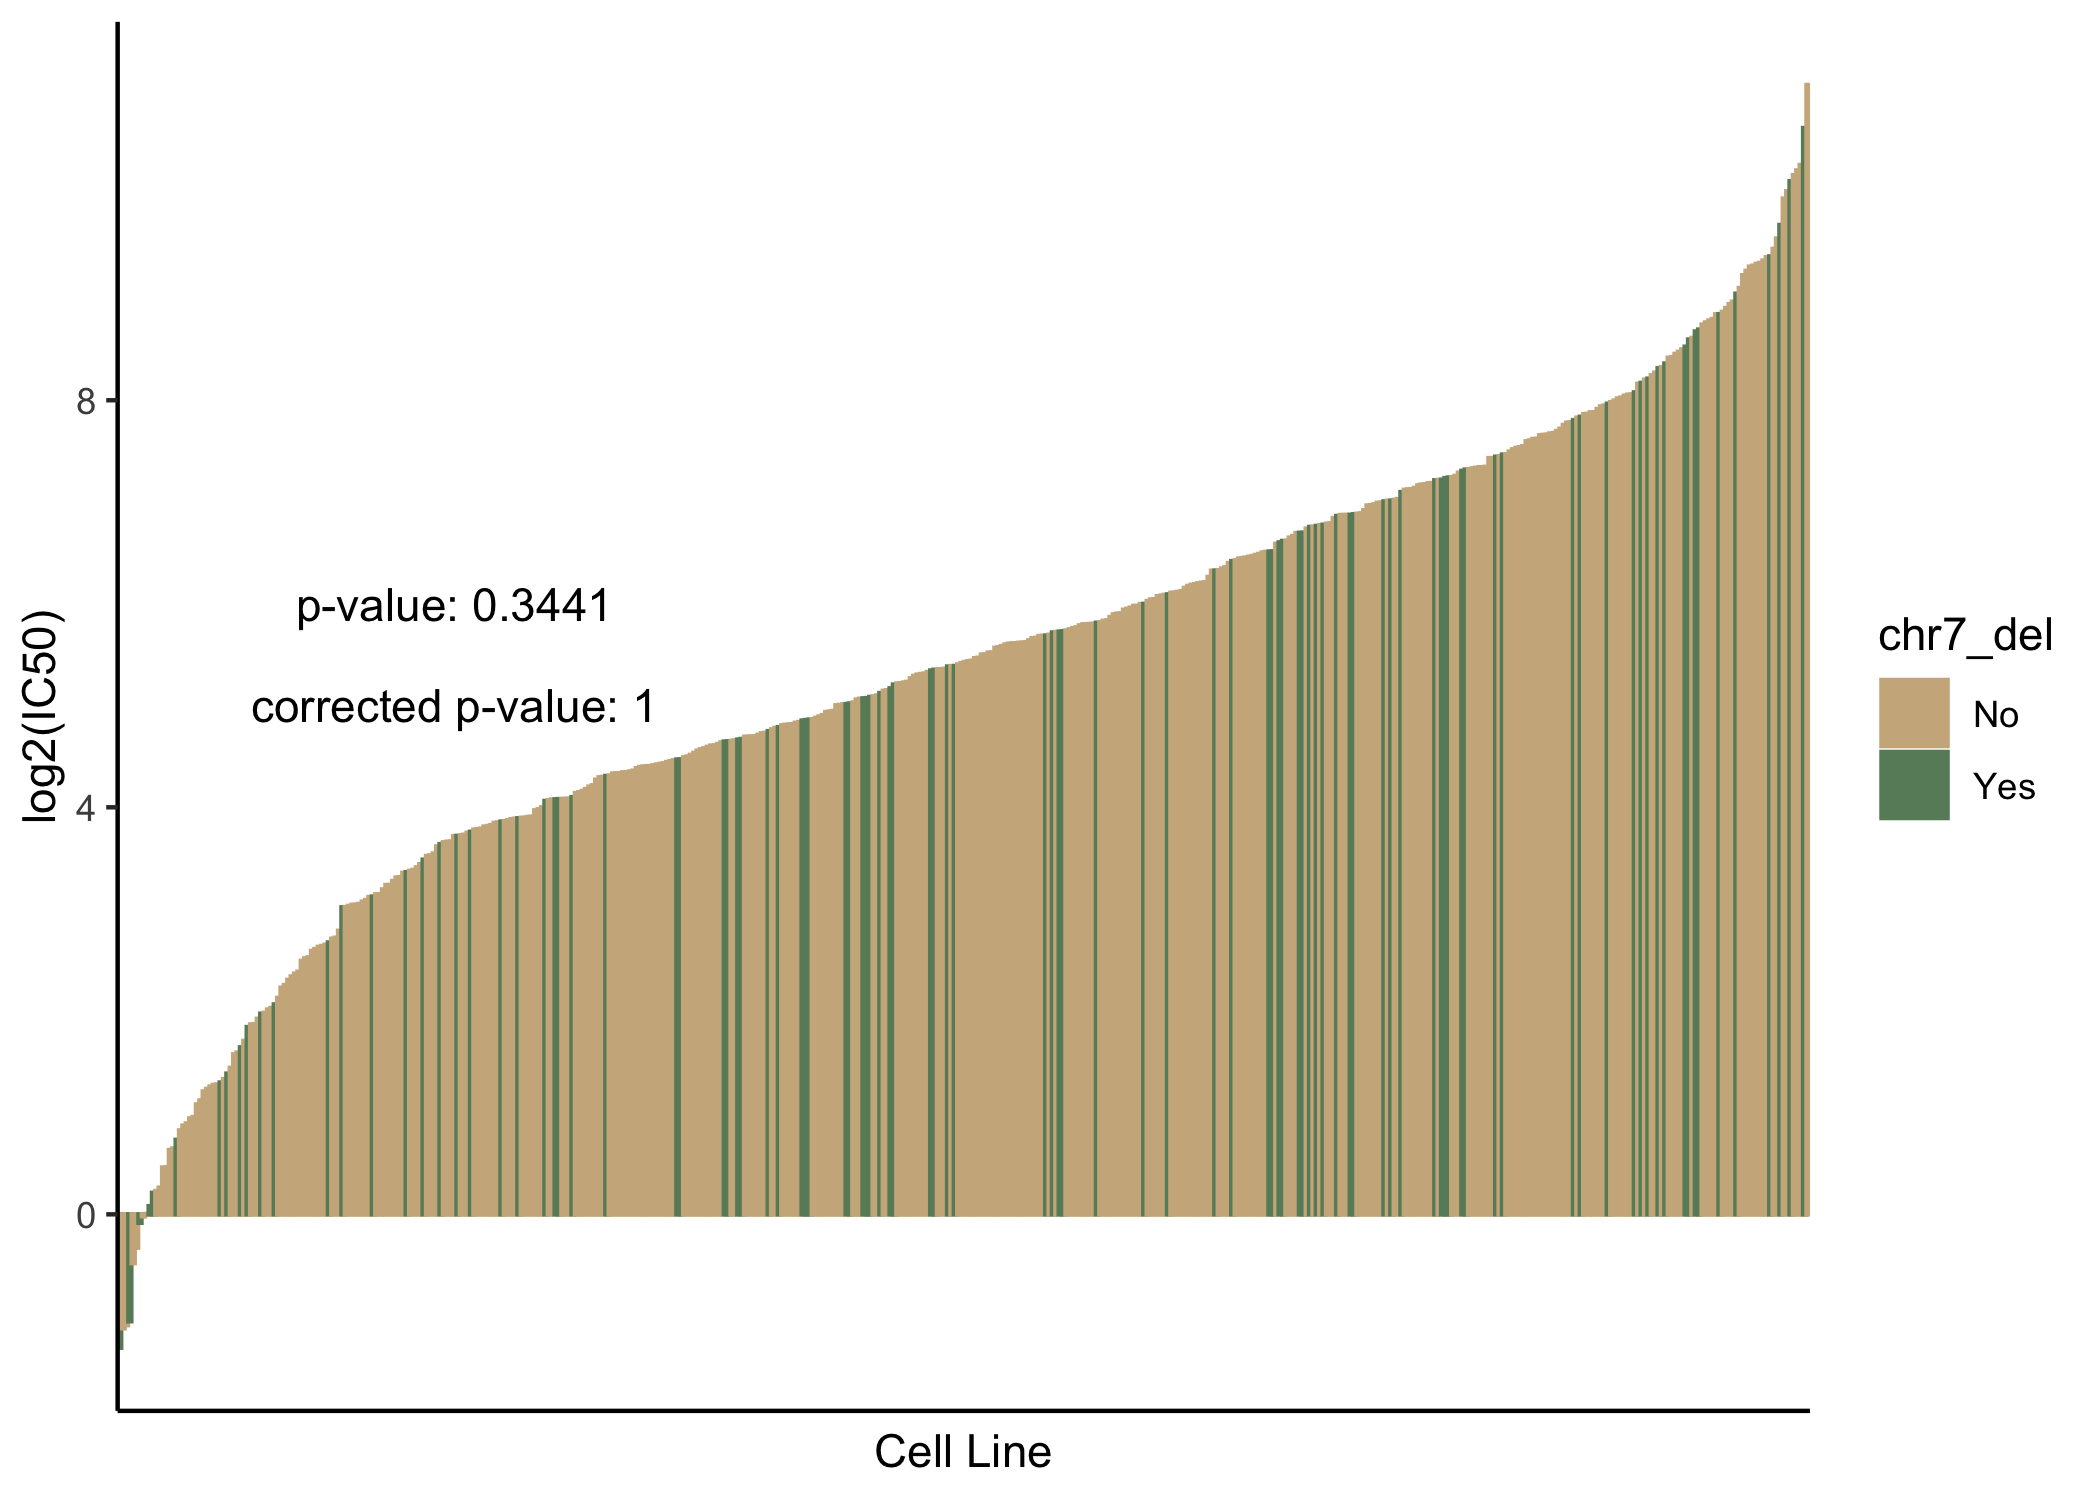 log2(IC50)
8
4
0
p-value: 0.3441
corrected p-value: 1
Cell Line
chr7_del
No
Yes